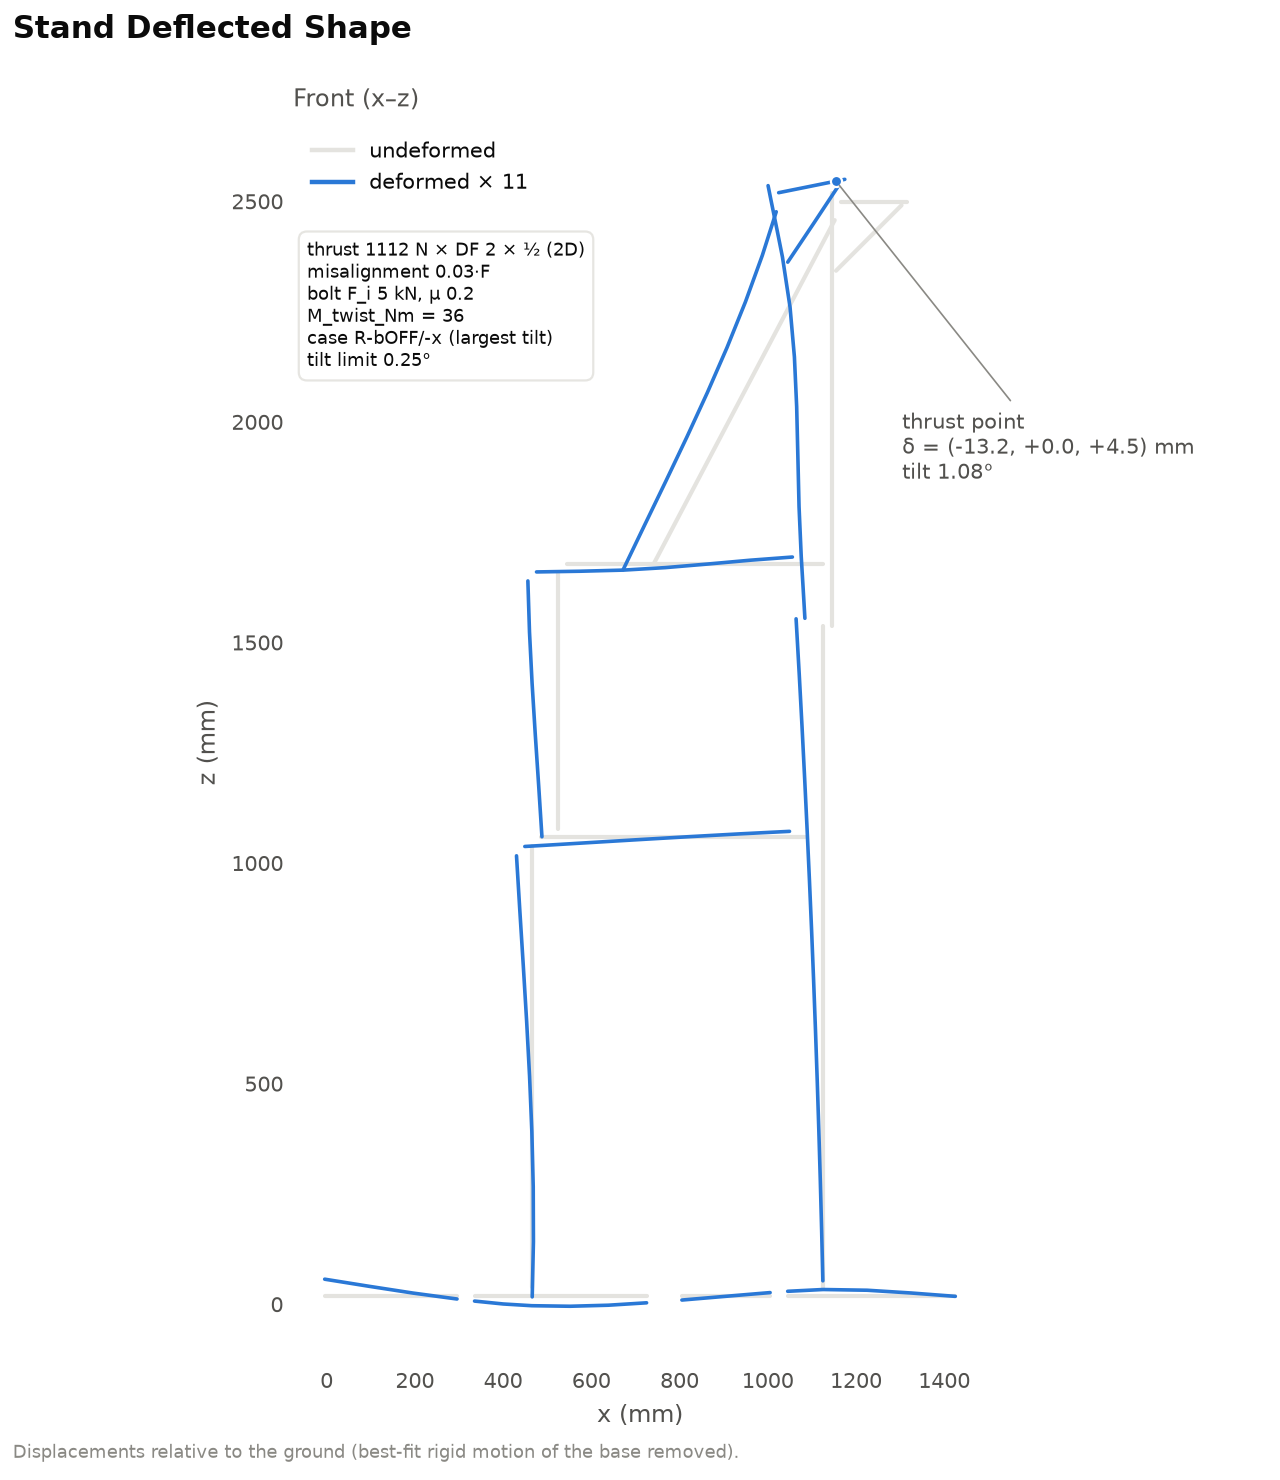 Stand Deflected Shape
Front (x–z)
undeformed
deformed × 11
thrust 1112 N × DF 2 × ½ (2D)
misalignment 0.03·F
bolt F_i 5 kN, μ 0.2
M_twist_Nm = 36
case R-bOFF/-x (largest tilt)
tilt limit 0.25°
thrust point
δ = (-13.2, +0.0, +4.5) mm
tilt 1.08°
2500
2000
1500
1000
500
0
z (mm)
0 200 400 600 800 1000 1200 1400
x (mm)
Displacements relative to the ground (best-fit rigid motion of the base removed).